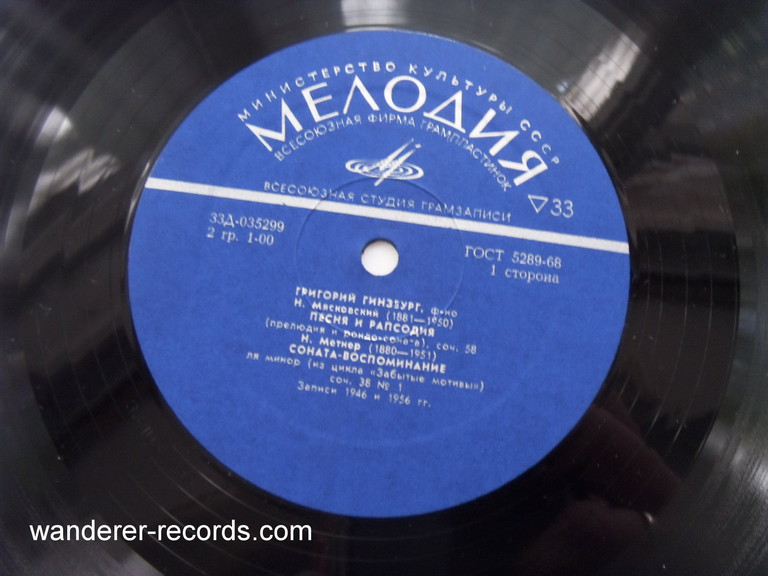 МИНИСТЕРСТВО КУЛЬТУРЫ СССР
МЕЛОДИЯ
ВСЕСОЮЗНАЯ ФИРМА ГРАМПЛАСТИНОК
ВСЕСОЮЗНАЯ СТУДИЯ ГРАМЗАПИСИ
33
33Д-035299
2 гр. 1-00
ГОСТ 5289-68
1 сторона
ГРИГОРИЙ ГИНЗБУРГ, ф-но
Н. Мясковский (1881—1950)
ПЕСНЯ И РАПСОДИЯ
(прелюдия и рондо-соната), соч. 58
Н. Метнер (1880—1951)
СОНАТА-ВОСПОМИНАНИЕ
ля минор (из цикла «Забытые мотивы»)
соч. 38 № 1
Записи 1946 и 1956 гг.
wanderer-records.com